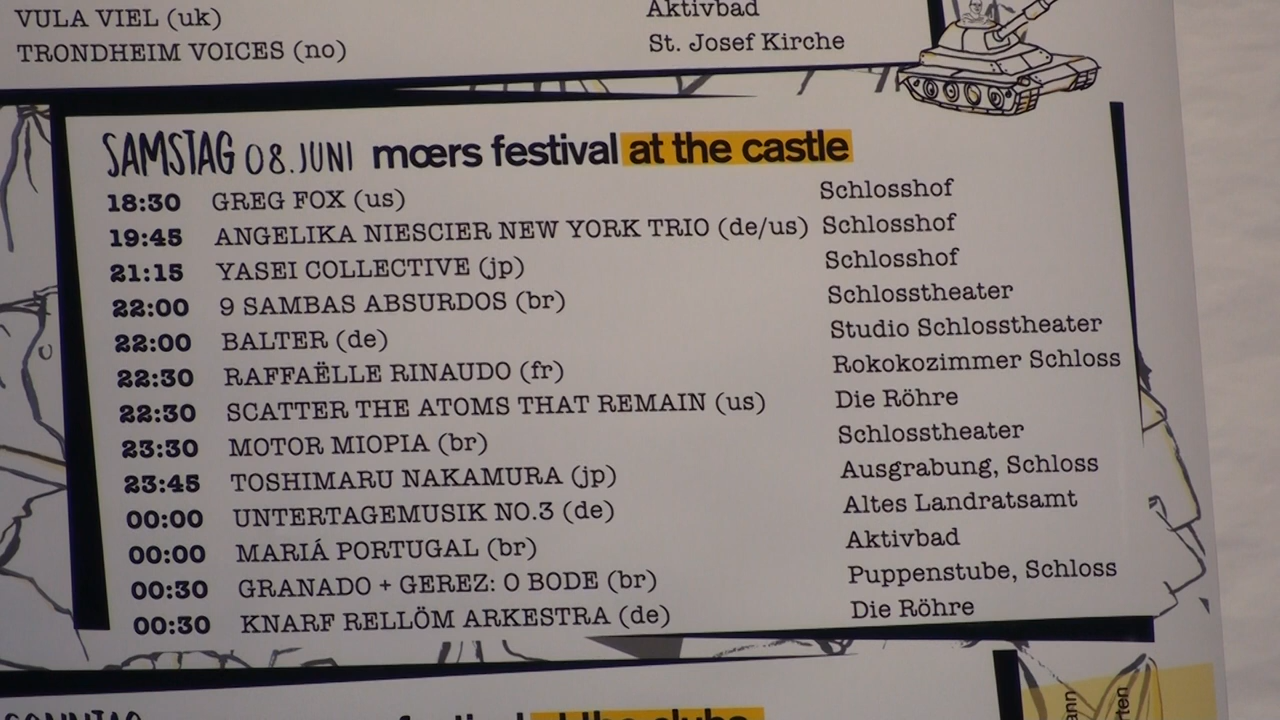 VULA VIEL (uk) Aktivbad
TRONDHEIM VOICES (no) St. Josef Kirche
SAMSTAG 08. JUNI mœrs festival at the castle
18:30 GREG FOX (us) Schlosshof
19:45 ANGELIKA NIESCIER NEW YORK TRIO (de/us) Schlosshof
21:15 YASEI COLLECTIVE (jp) Schlosshof
22:00 9 SAMBAS ABSURDOS (br) Schlosstheater
22:00 BALTER (de) Studio Schlosstheater
22:30 RAFFAËLLE RINAUDO (fr) Rokokozimmer Schloss
22:30 SCATTER THE ATOMS THAT REMAIN (us) Die Röhre
23:30 MOTOR MIOPIA (br) Schlosstheater
23:45 TOSHIMARU NAKAMURA (jp) Ausgrabung, Schloss
00:00 UNTERTAGEMUSIK NO.3 (de) Altes Landratsamt
00:00 MARIÁ PORTUGAL (br) Aktivbad
00:30 GRANADO + GEREZ: O BODE (br) Puppenstube, Schloss
00:30 KNARF RELLÖM ARKESTRA (de) Die Röhre